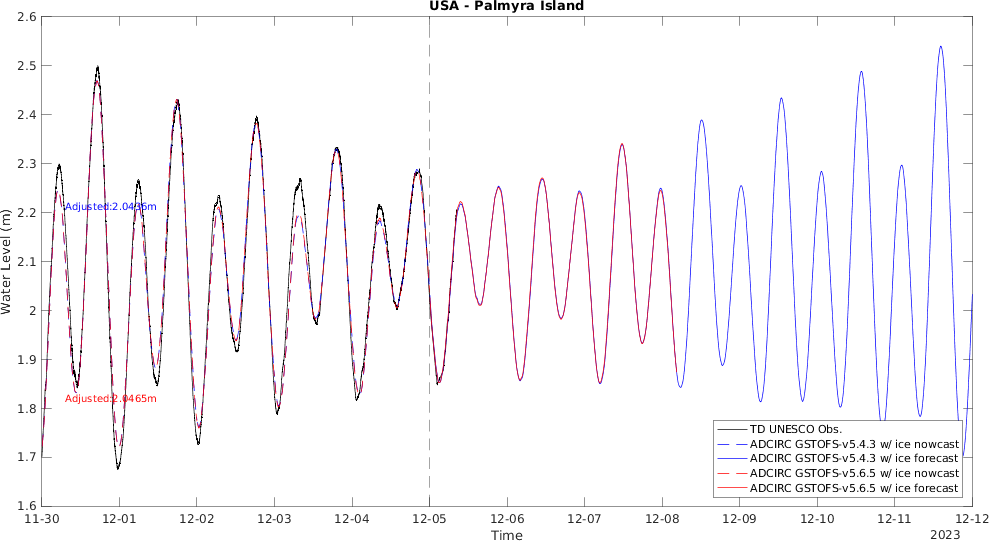 USA - Palmyra Island
2.6
2.5
2.4
2.3
2.2
2.1
2
1.9
1.8
1.7
1.6
Water Level (m)
Adjusted:2.0436m
Adjusted:2.0465m
TD UNESCO Obs.
ADCIRC GSTOFS-v5.4.3 w/ ice nowcast
ADCIRC GSTOFS-v5.4.3 w/ ice forecast
ADCIRC GSTOFS-v5.6.5 w/ ice nowcast
ADCIRC GSTOFS-v5.6.5 w/ ice forecast
11-30 12-01 12-02 12-03 12-04 12-05 12-06 12-07 12-08 12-09 12-10 12-11 12-12
Time
2023